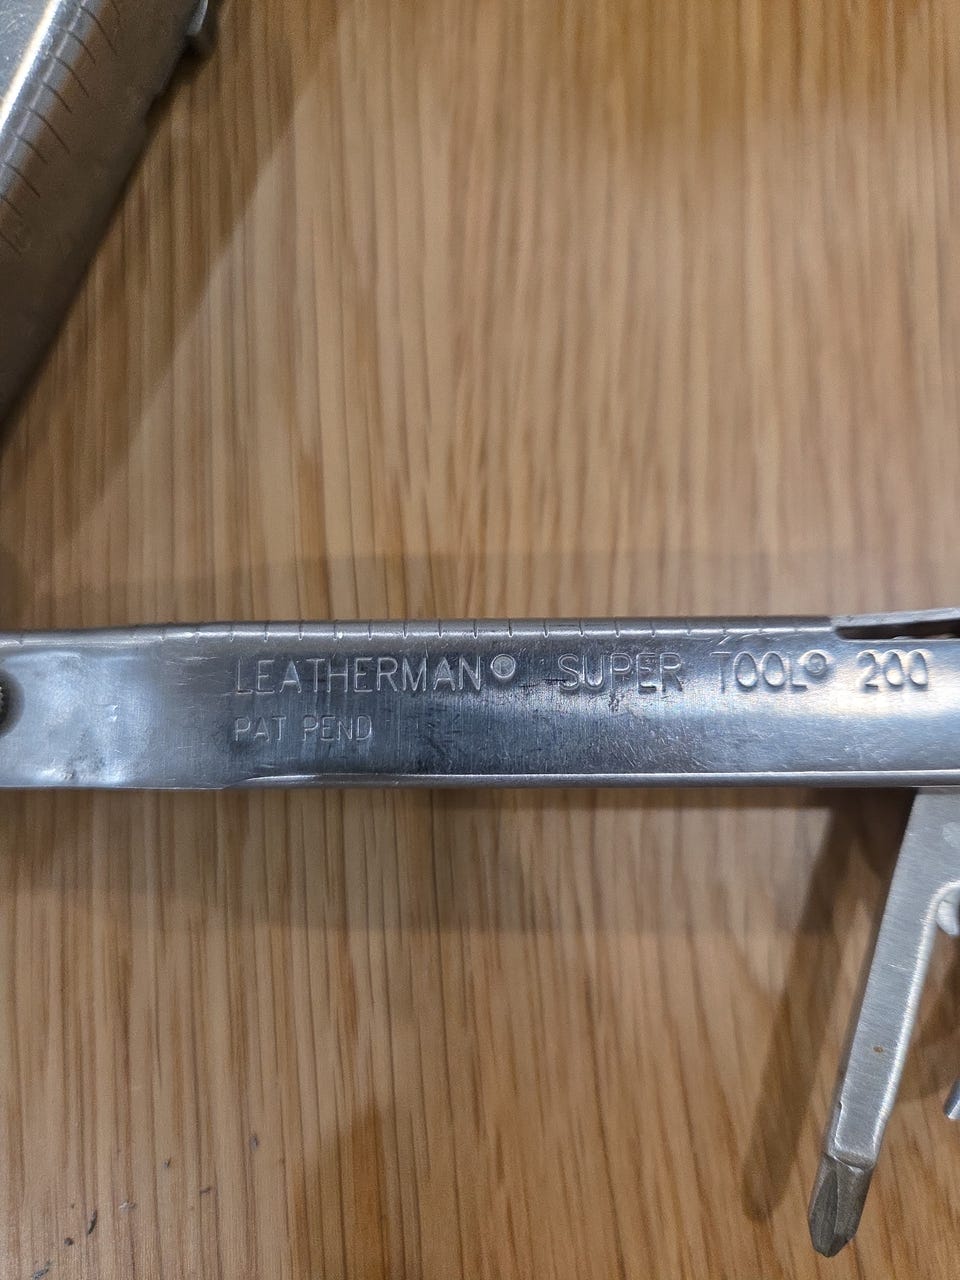 LEATHERMAN® SUPER TOOL® 200
PAT PEND